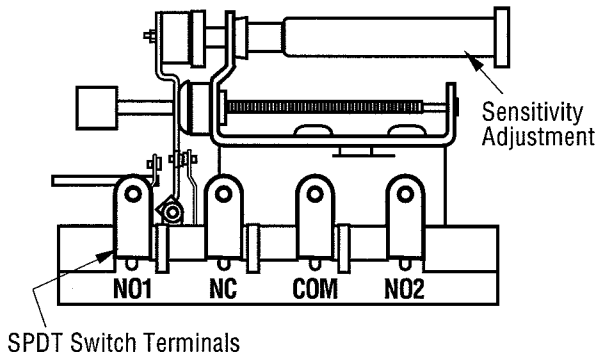 Sensitivity
Adjustment
NO1 NC COM NO2
SPDT Switch Terminals